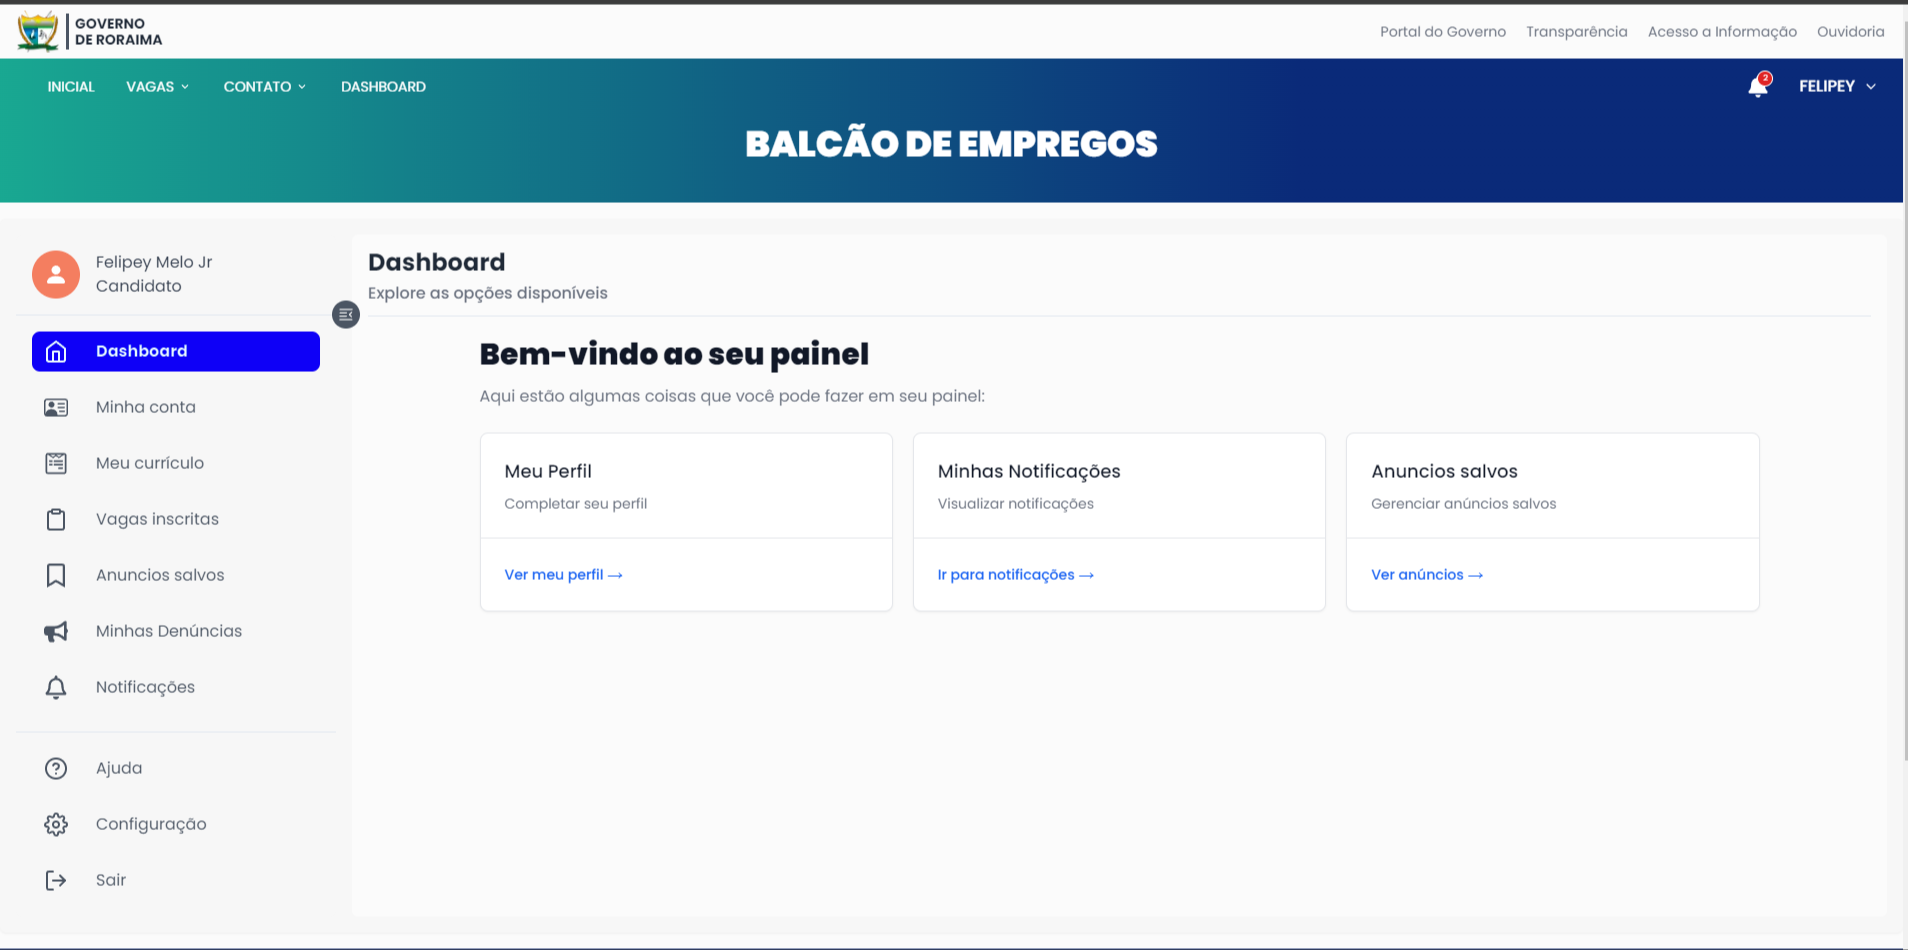 GOVERNO
DE RORAIMA
Portal do Governo Transparência Acesso a Informação Ouvidoria
INICIAL VAGAS CONTATO DASHBOARD
2
FELIPEY
BALCÃO DE EMPREGOS
Felipey Melo Jr
Candidato
Dashboard
Minha conta
Meu currículo
Vagas inscritas
Anuncios salvos
Minhas Denúncias
Notificações
Ajuda
Configuração
Sair
Dashboard
Explore as opções disponíveis
Bem-vindo ao seu painel
Aqui estão algumas coisas que você pode fazer em seu painel:
Meu Perfil
Completar seu perfil
Ver meu perfil →
Minhas Notificações
Visualizar notificações
Ir para notificações →
Anuncios salvos
Gerenciar anúncios salvos
Ver anúncios →